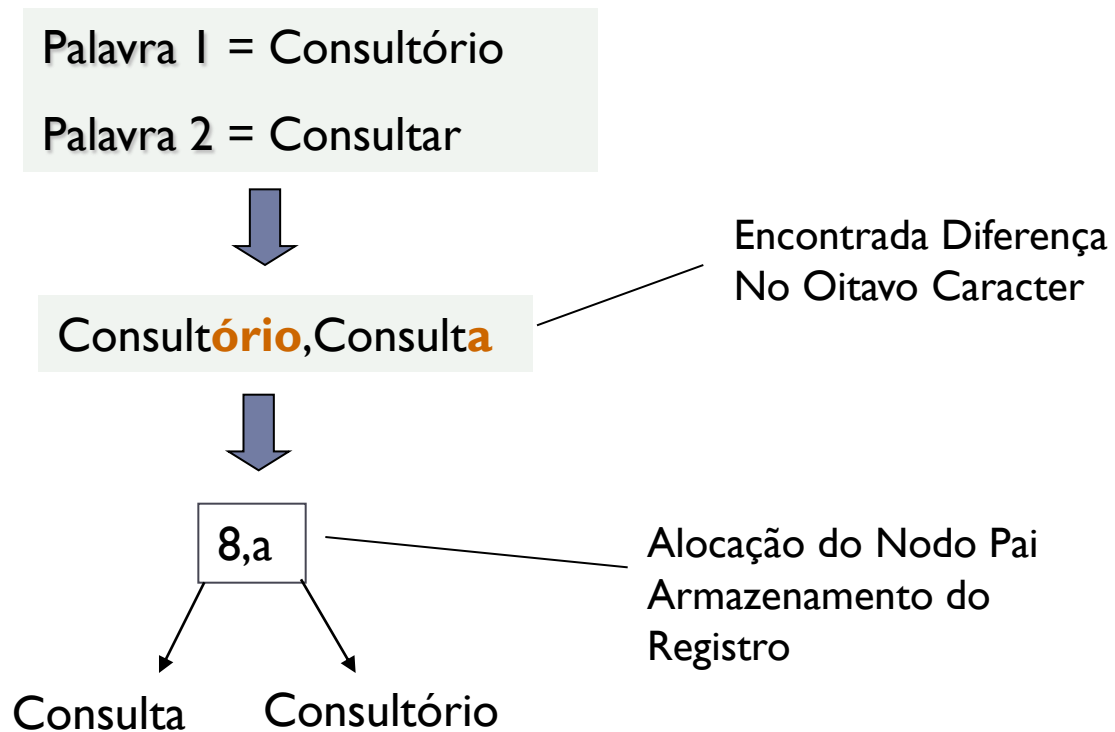 Palavra 1 = Consultório
Palavra 2 = Consultar
Encontrada Diferença
No Oitavo Caracter
Consultório,Consulta
8,a
Alocação do Nodo Pai
Armazenamento do
Registro
Consulta Consultório